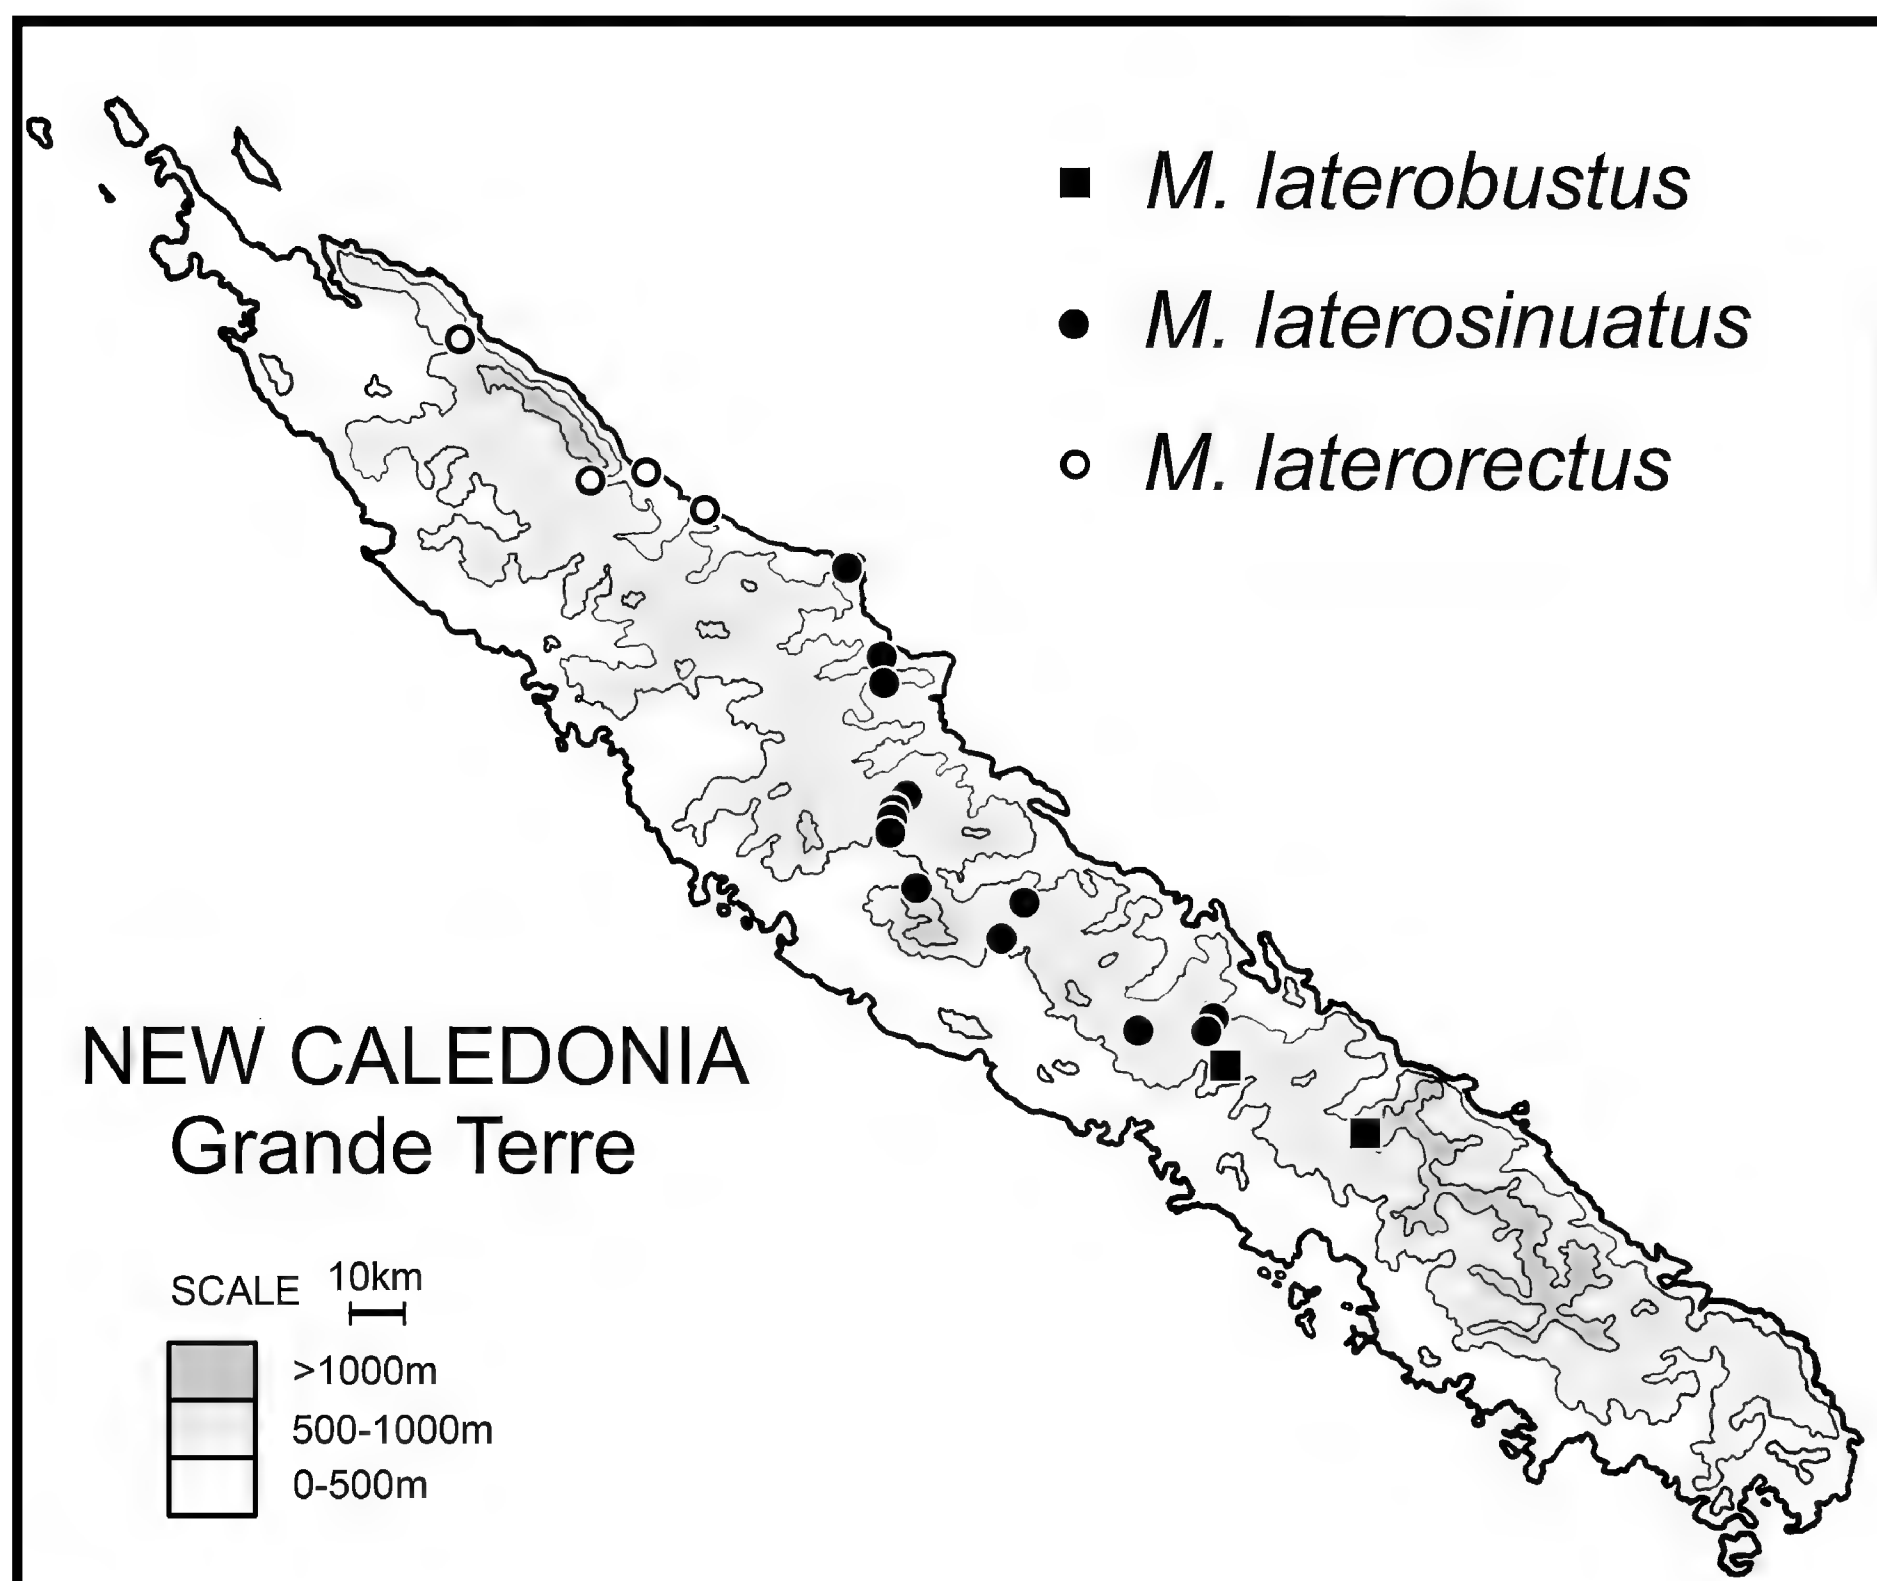 M. laterobustus
M. laterosinuatus
M. laterorectus
NEW CALEDONIA
Grande Terre
SCALE 10km
>1000m
500-1000m
0-500m